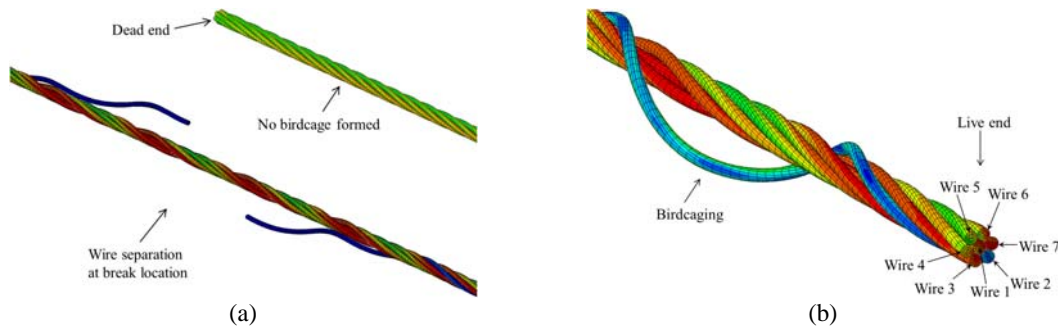 Dead end
No birdcage formed
Wire separation
at break location
(a)
Live end
Birdcaging
Wire 5
Wire 6
Wire 7
Wire 4
Wire 3
Wire 1
Wire 2
(b)